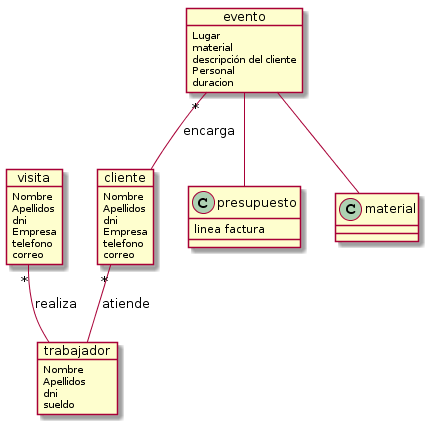 evento
Lugar
material
descripción del cliente
Personal
duracion
*
encarga
visita
Nombre
Apellidos
dni
Empresa
telefono
correo
cliente
Nombre
Apellidos
dni
Empresa
telefono
correo
C presupuesto
linea factura
C material
*
realiza
*
atiende
trabajador
Nombre
Apellidos
dni
sueldo